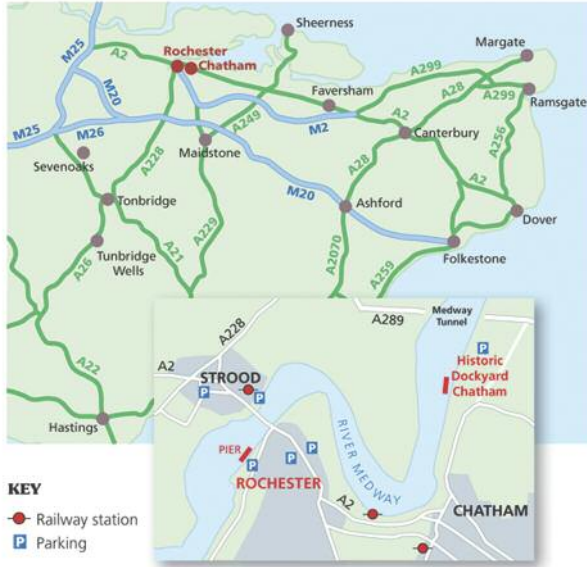 Sheerness
Margate
M25
A2
Rochester
Chatham
A299
A28
A299
Ramsgate
Faversham
M20
A249
M2
A2
Canterbury
A256
M25
M26
A228
Maidstone
Sevenoaks
A28
A2
M20
Tonbridge
Ashford
Dover
A229
Tunbridge
Wells
A21
A2070
Folkestone
A26
A259
A22
Hastings
Medway
Tunnel
A289
A228
A2
STROOD
P
P
P
Historic
Dockyard
Chatham
RIVER MEDWAY
PIER
P
P
P
ROCHESTER
A2
CHATHAM
KEY
Railway station
P Parking